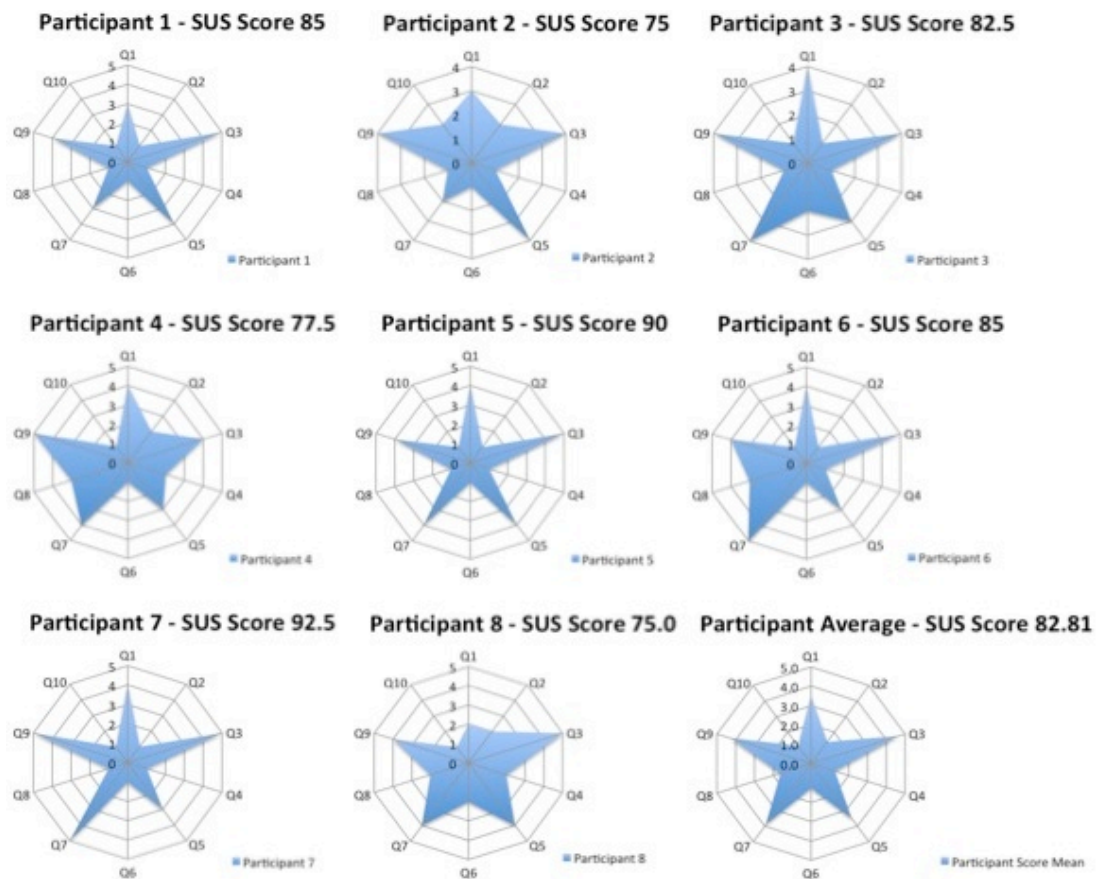 Participant 1 - SUS Score 85
Q1
5
Q10
4
Q2
3
2
Q9
1
Q3
0
Q8
Q4
Q7
Q5
Q6
Participant 1
Participant 2 - SUS Score 75
Q1
4
Q10
Q2
3
2
Q9
1
Q3
0
Q8
Q4
Q7
Q5
Q6
Participant 2
Participant 3 - SUS Score 82.5
Q1
4
Q10
Q2
3
2
Q9
1
Q3
0
Q8
Q4
Q7
Q5
Q6
Participant 3
Participant 4 - SUS Score 77.5
Q1
5
Q10
4
Q2
3
2
Q9
1
Q3
0
Q8
Q4
Q7
Q5
Q6
Participant 4
Participant 5 - SUS Score 90
Q1
5
Q10
4
Q2
3
2
Q9
1
Q3
0
Q8
Q4
Q7
Q5
Q6
Participant 5
Participant 6 - SUS Score 85
Q1
5
Q10
4
Q2
3
2
Q9
1
Q3
0
Q8
Q4
Q7
Q5
Q6
Participant 6
Participant 7 - SUS Score 92.5
Q1
5
Q10
4
Q2
3
2
Q9
1
Q3
0
Q8
Q4
Q7
Q5
Q6
Participant 7
Participant 8 - SUS Score 75.0
Q1
5
Q10
4
Q2
3
2
Q9
1
Q3
0
Q8
Q4
Q7
Q5
Q6
Participant 8
Participant Average - SUS Score 82.81
Q1
5.0
Q10
4.0
Q2
3.0
2.0
Q9
1.0
Q3
0.0
Q8
Q4
Q7
Q5
Q6
Participant Score Mean